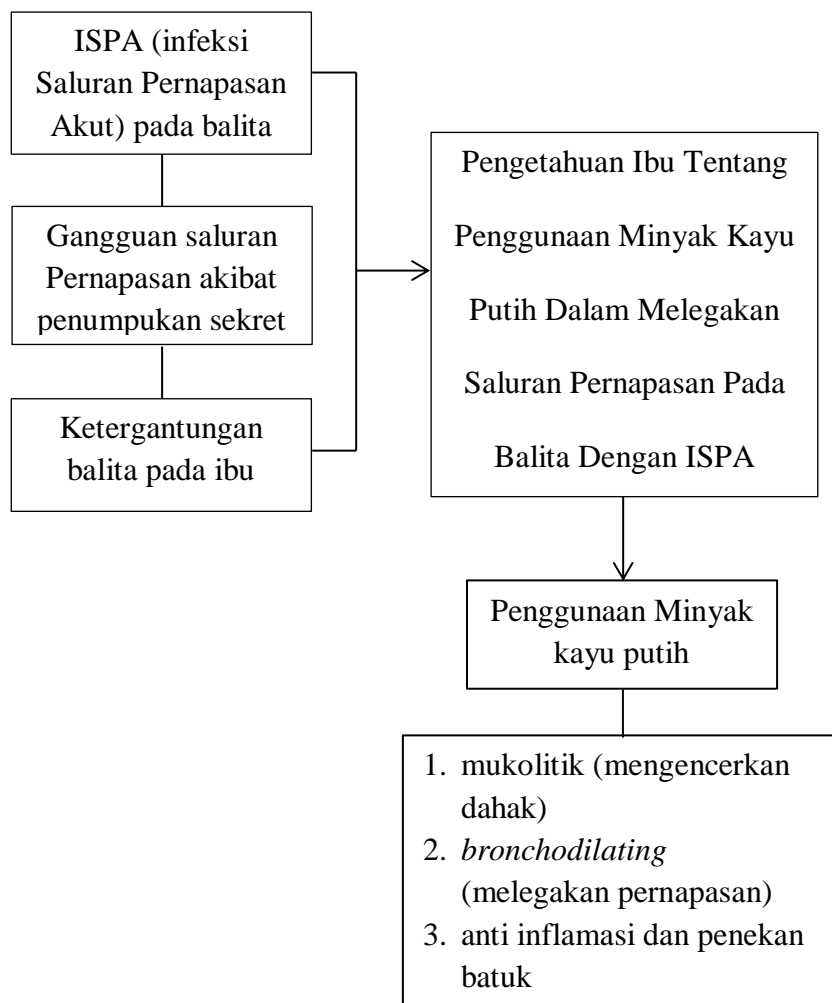 ISPA (infeksi
Saluran Pernapasan
Akut) pada balita
Gangguan saluran
Pernapasan akibat
penumpukan sekret
Ketergantungan
balita pada ibu
Pengetahuan Ibu Tentang
Penggunaan Minyak Kayu
Putih Dalam Melegakan
Saluran Pernapasan Pada
Balita Dengan ISPA
Penggunaan Minyak
kayu putih
1. mukolitik (mengencerkan
dahak)
2. bronchodilating
(melegakan pernapasan)
3. anti inflamasi dan penekan
batuk